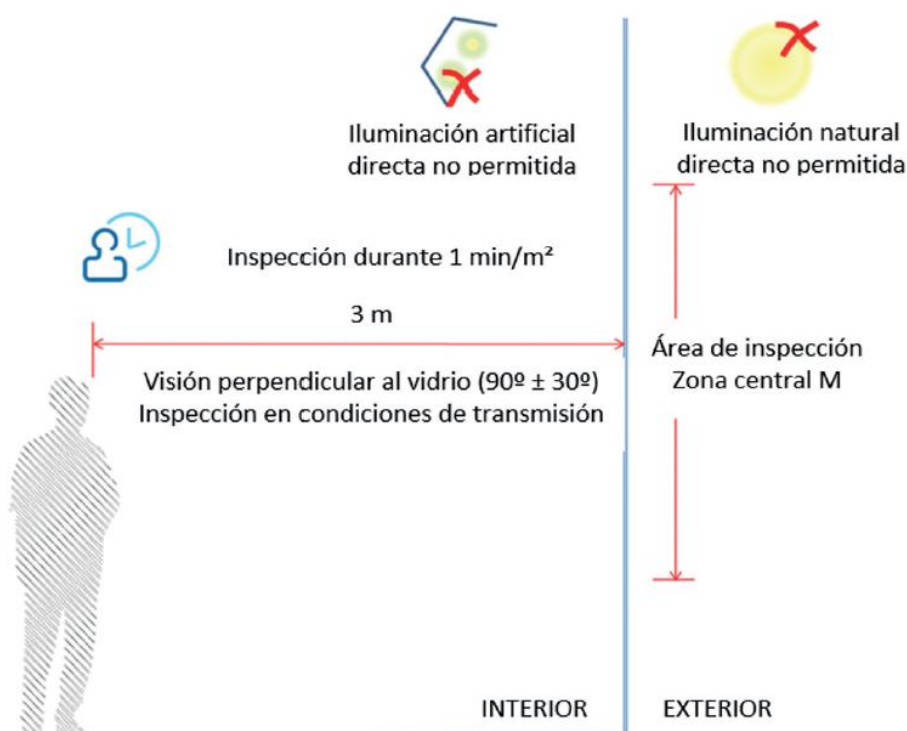 Iluminación artificial
directa no permitida
Iluminación natural
directa no permitida
Inspección durante 1 min/m²
3 m
Visión perpendicular al vidrio (90º ± 30º)
Inspección en condiciones de transmisión
Área de inspección
Zona central M
INTERIOR
EXTERIOR